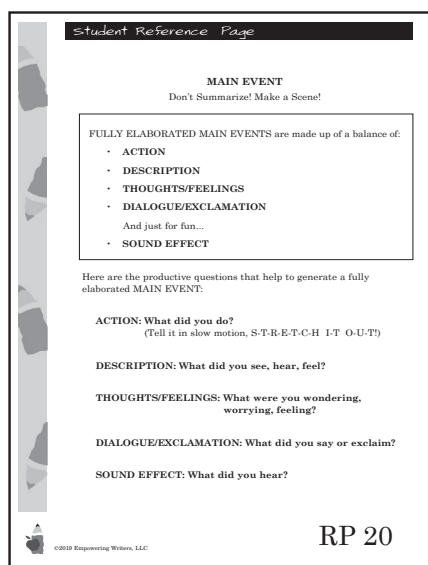 Student Reference Page
MAIN EVENT
Don't Summarize! Make a Scene!
FULLY ELABORATED MAIN EVENTS are made up of a balance of:
• ACTION
• DESCRIPTION
• THOUGHTS/FEELINGS
• DIALOGUE/EXCLAMATION
And just for fun...
• SOUND EFFECT
Here are the productive questions that help to generate a fully
elaborated MAIN EVENT:
ACTION: What did you do?
(Tell it in slow motion, S-T-R-E-T-C-H I-T O-U-T!)
DESCRIPTION: What did you see, hear, feel?
THOUGHTS/FEELINGS: What were you wondering,
worrying, feeling?
DIALOGUE/EXCLAMATION: What did you say or exclaim?
SOUND EFFECT: What did you hear?
©2019 Empowering Writers, LLC
RP 20